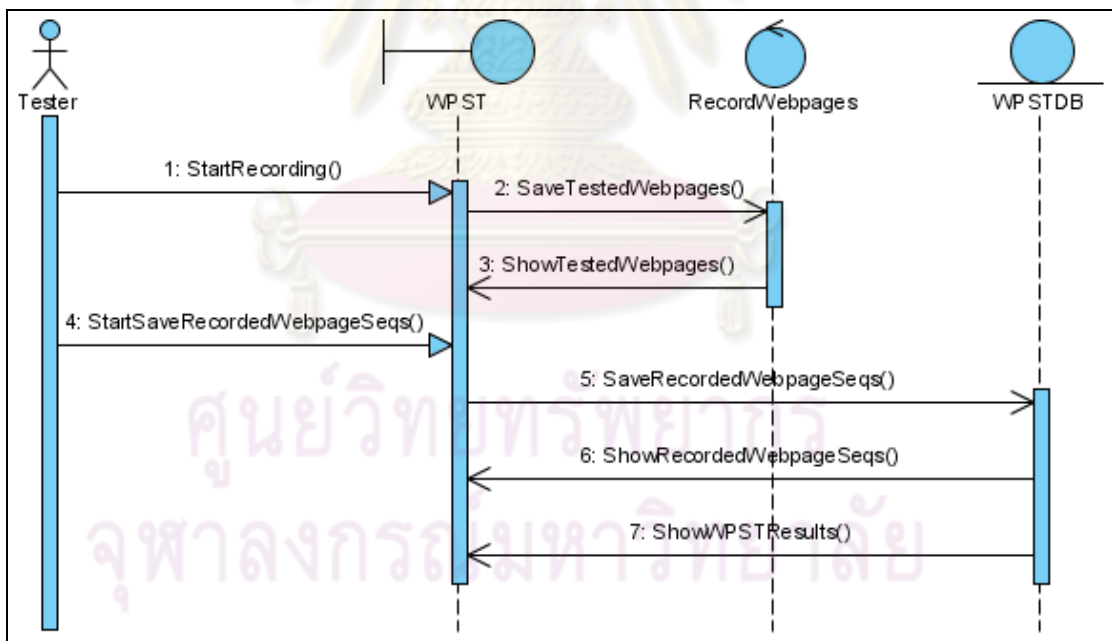 Tester
WPST
RecordWebpages
WPSTDB
1: StartRecording()
2: SaveTestedWebpages()
3: ShowTestedWebpages()
4: StartSaveRecordedWebpageSeqs()
5: SaveRecordedWebpageSeqs()
6: ShowRecordedWebpageSeqs()
7: ShowWPSTResults()
ศูนย์วิทยทรัพยากร
จุฬาลงกรณ์มหาวิทยาลัย